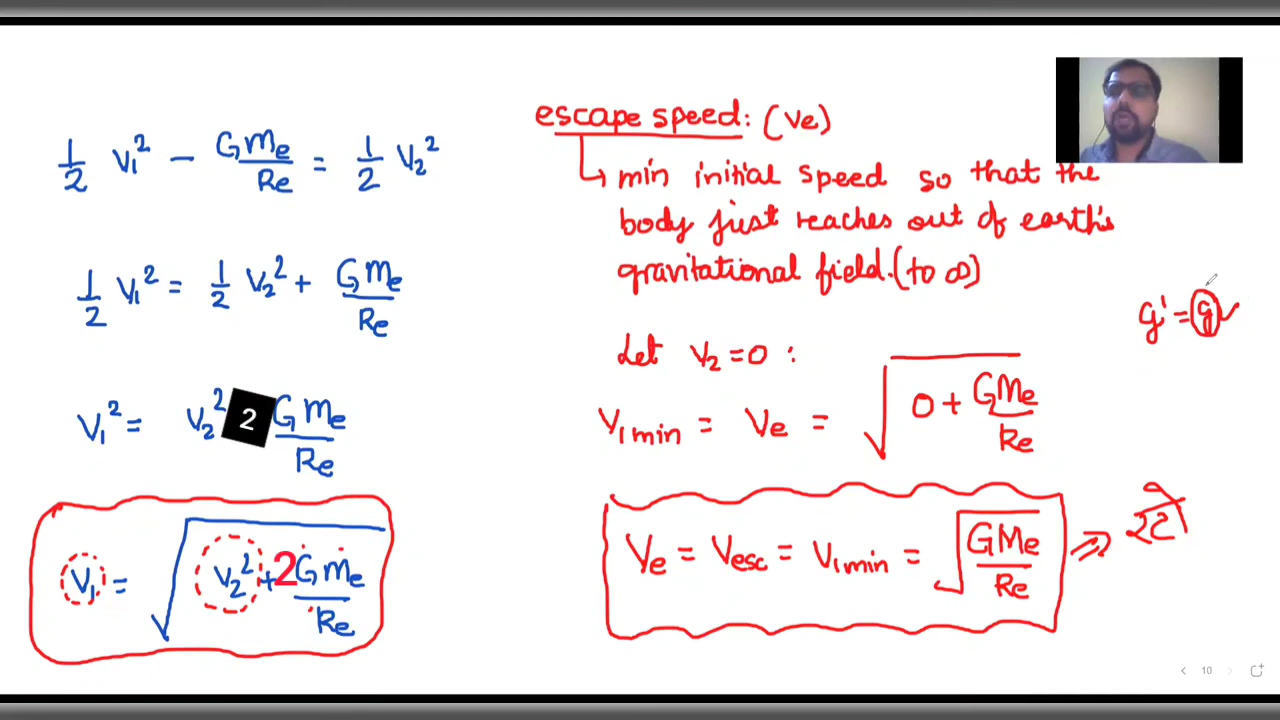 1/2 v₁² - GMe/Re = 1/2 v₂²
1/2 v₁² = 1/2 v₂² + GMe/Re
v₁² = v₂² 2 GMe/Re
v₁ = √(v₂² + 2GMe/Re)
escape speed: (ve)
↳ min initial speed so that the
body just reaches out of earth's
gravitational field. (to ∞)
Let v₂ = 0 :
V₁min = Ve = √(0 + GMe/Re)
Ve = Vesc = V₁min = √(GMe/Re) ⇒
g' = g
10